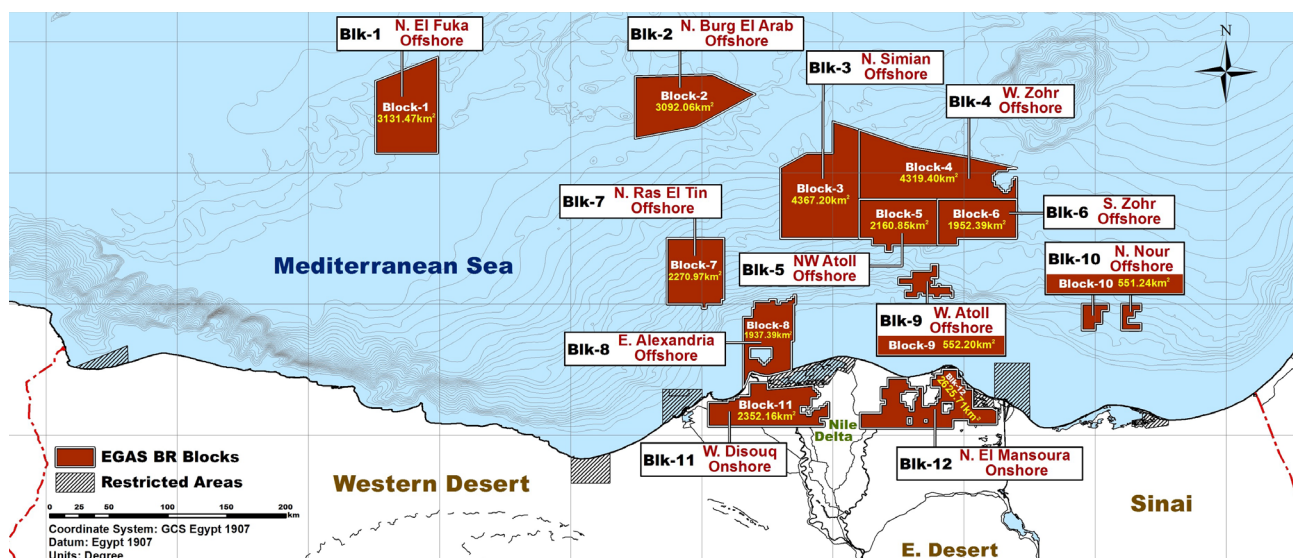 Blk-1 N. El Fuka
Offshore
Blk-2 N. Burg El Arab
Offshore
Blk-3 N. Simian
Offshore
Blk-4 W. Zohr
Offshore
N
Block-1
3131.47km²
Block-2
3092.06km²
Block-3
4367.20km²
Block-4
4319.40km²
Block-5
2160.85km²
Block-6
1952.39km²
Blk-6 S. Zohr
Offshore
Blk-7 N. Ras El Tin
Offshore
Block-7
2270.97km²
Mediterranean Sea
Blk-5 NW Atoll
Offshore
Blk-10 N. Nour
Offshore
Block-10 551.24km²
Blk-9 W. Atoll
Offshore
Block-9 552.20km²
Block-8
1937.39km²
Blk-8 E. Alexandria
Offshore
Block-11
2352.16km²
Blk-12
2625.71km²
Nile
Delta
Blk-11 W. Disouq
Onshore
Blk-12 N. El Mansoura
Onshore
EGAS BR Blocks
Restricted Areas
Western Desert
Sinai
E. Desert
0 25 50 100 150 200
km
Coordinate System: GCS Egypt 1907
Datum: Egypt 1907
Units: Degree